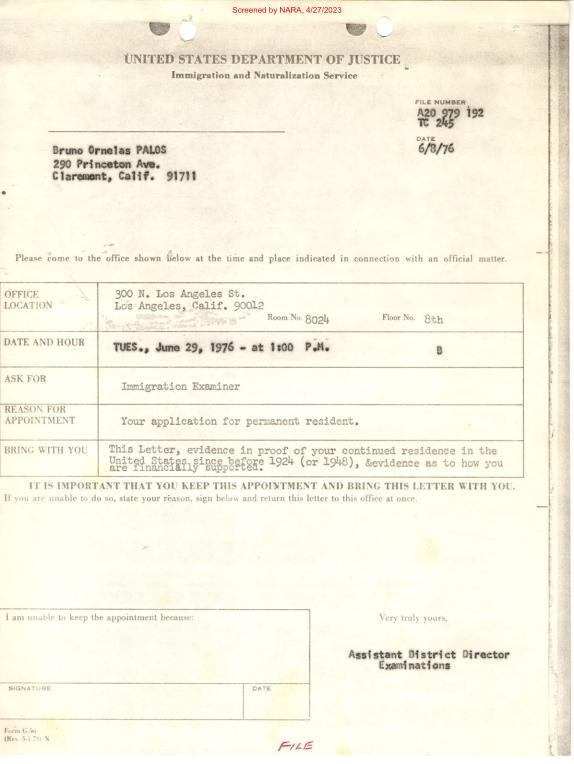 Screened by NARA, 4/27/2023
UNITED STATES DEPARTMENT OF JUSTICE
Immigration and Naturalization Service
FILE NUMBER
A20 979 192
TC 245
DATE
6/8/76
Bruno Ornelas PALOS
290 Princeton Ave.
Claremont, Calif. 91711
Please come to the office shown below at the time and place indicated in connection with an official matter.
OFFICE LOCATION
300 N. Los Angeles St.
Los Angeles, Calif. 90012
Room No. 8024 Floor No. 8th
DATE AND HOUR
TUES., June 29, 1976 - at 1:00 P.M. B
ASK FOR
Immigration Examiner
REASON FOR APPOINTMENT
Your application for permanent resident.
BRING WITH YOU
This Letter, evidence in proof of your continued residence in the
United States since before 1924 (or 1948), &evidence as to how you
are financially supported.
IT IS IMPORTANT THAT YOU KEEP THIS APPOINTMENT AND BRING THIS LETTER WITH YOU.
If you are unable to do so, state your reason, sign below and return this letter to this office at once.
I am unable to keep the appointment because:
Very truly yours,
Assistant District Director
Examinations
SIGNATURE DATE
Form G-56
(Rev. 5-1-73) N
FILE